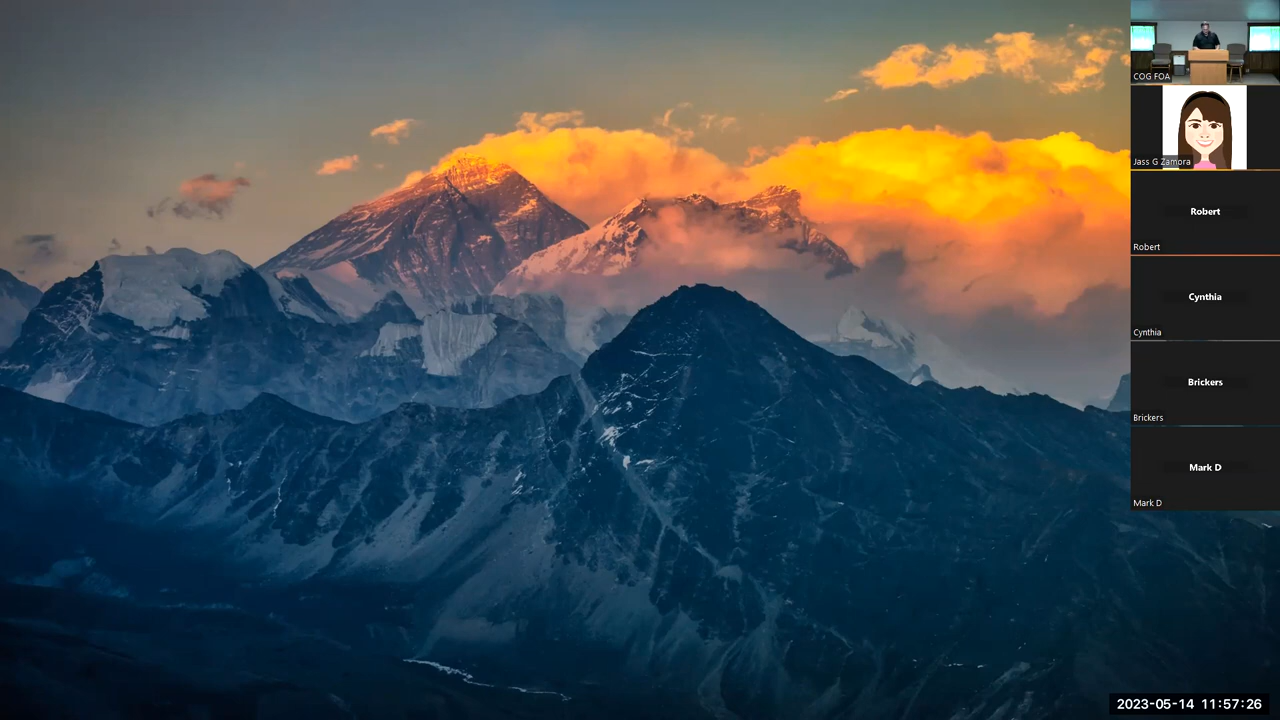 COG FOA
Jass G Zamora
Robert
Robert
Cynthia
Cynthia
Brickers
Brickers
Mark D
Mark D
2023-05-14 11:57:26